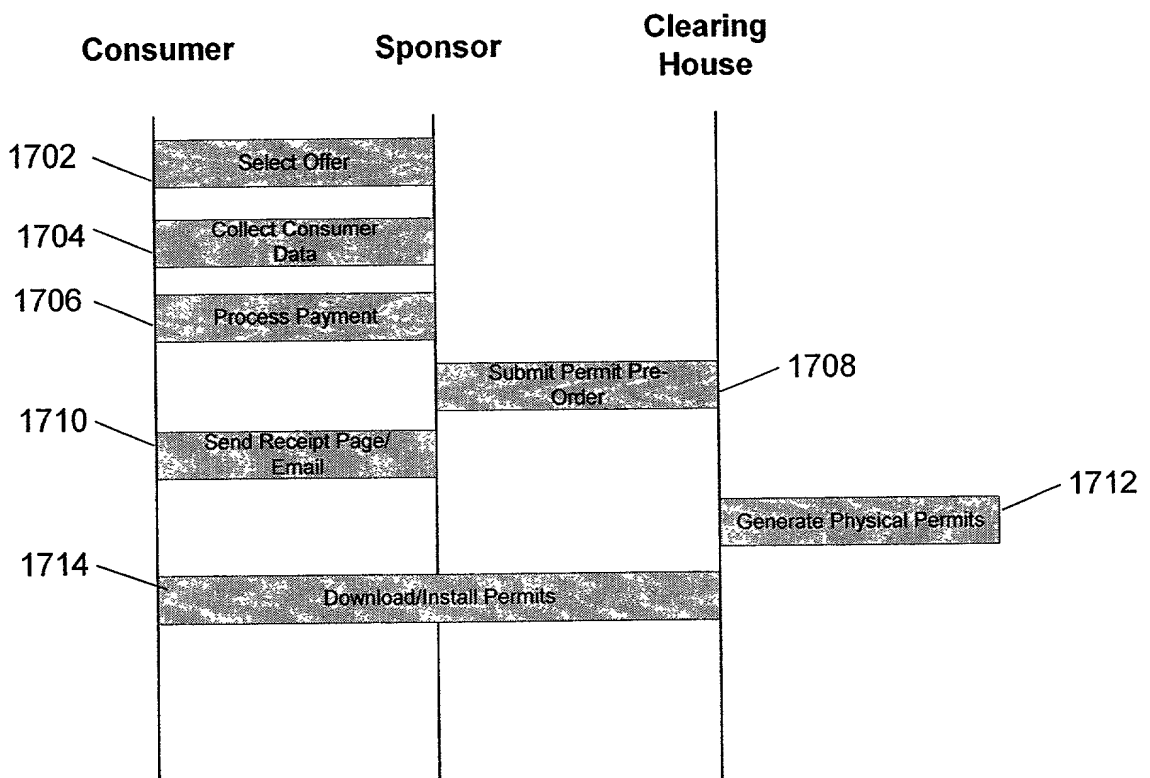 Consumer
Sponsor
Clearing
House
1702
Select Offer
1704
Collect Consumer
Data
1706
Process Payment
Submit Permit Pre-
Order
1708
1710
Send Receipt Page/
Email
Generate Physical Permits
1712
1714
Download/Install Permits